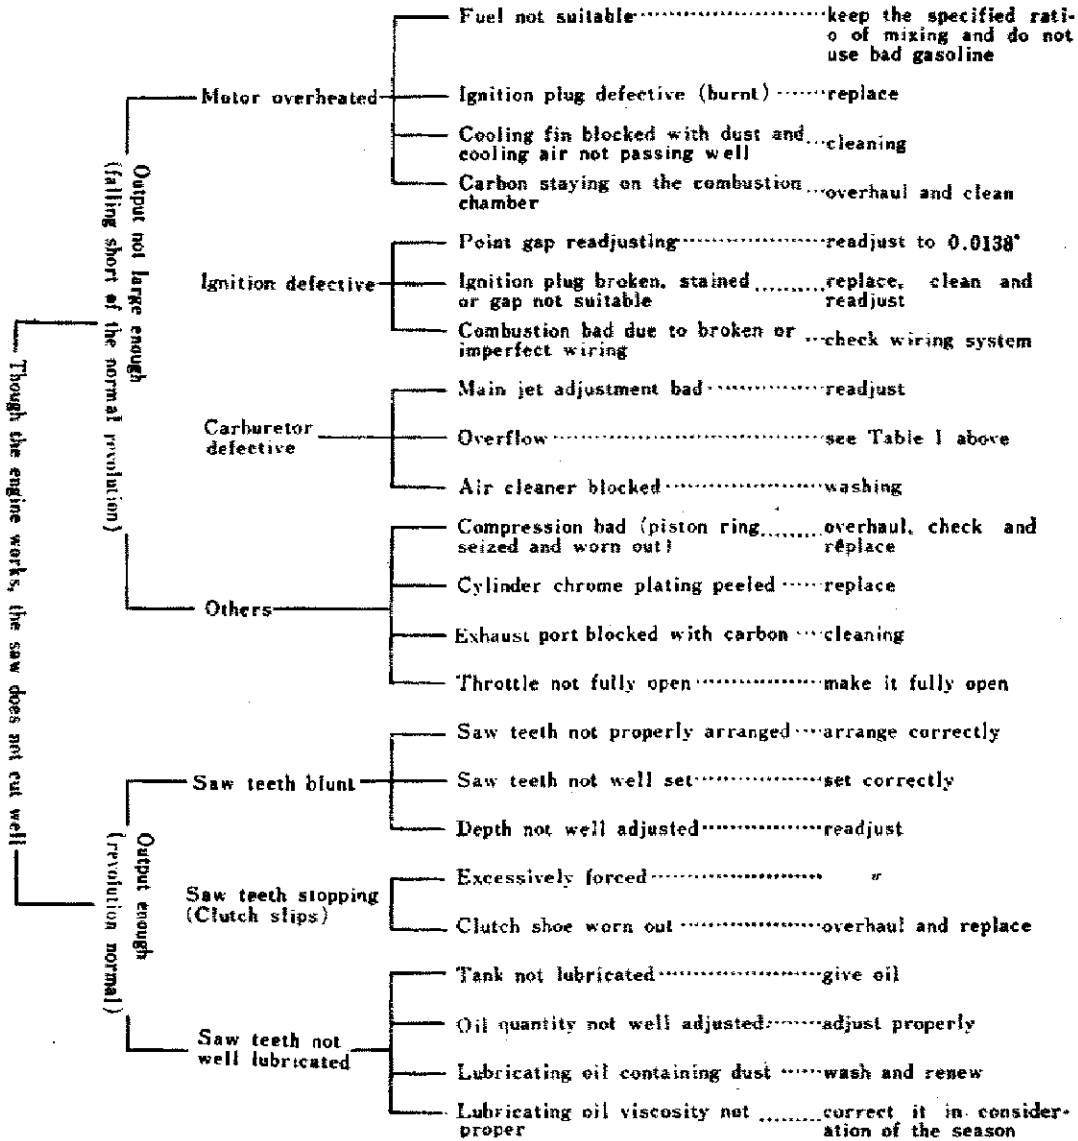 Though the engine works, the saw does not cut well
Output not large enough
(falling short of the normal revolution)
Motor overheated
Fuel not suitable
keep the specified rati-
o of mixing and do not
use bad gasoline
Ignition plug defective (burnt)
replace
Cooling fin blocked with dust and
cooling air not passing well
cleaning
Carbon staying on the combustion
chamber
overhaul and clean
Ignition defective
Point gap readjusting
readjust to 0.0138"
Ignition plug broken, stained
or gap not suitable
replace, clean and
readjust
Combustion bad due to broken or
imperfect wiring
check wiring system
Carburetor
defective
Main jet adjustment bad
readjust
Overflow
see Table 1 above
Air cleaner blocked
washing
Others
Compression bad (piston ring
seized and worn out)
overhaul, check and
replace
Cylinder chrome plating peeled
replace
Exhaust port blocked with carbon
cleaning
Throttle not fully open
make it fully open
Output enough
(revolution normal)
Saw teeth blunt
Saw teeth not properly arranged
arrange correctly
Saw teeth not well set
set correctly
Depth not well adjusted
readjust
Saw teeth stopping
(Clutch slips)
Excessively forced
〃
Clutch shoe worn out
overhaul and replace
Saw teeth not
well lubricated
Tank not lubricated
give oil
Oil quantity not well adjusted
adjust properly
Lubricating oil containing dust
wash and renew
Lubricating oil viscosity not
proper
correct it in consider-
ation of the season